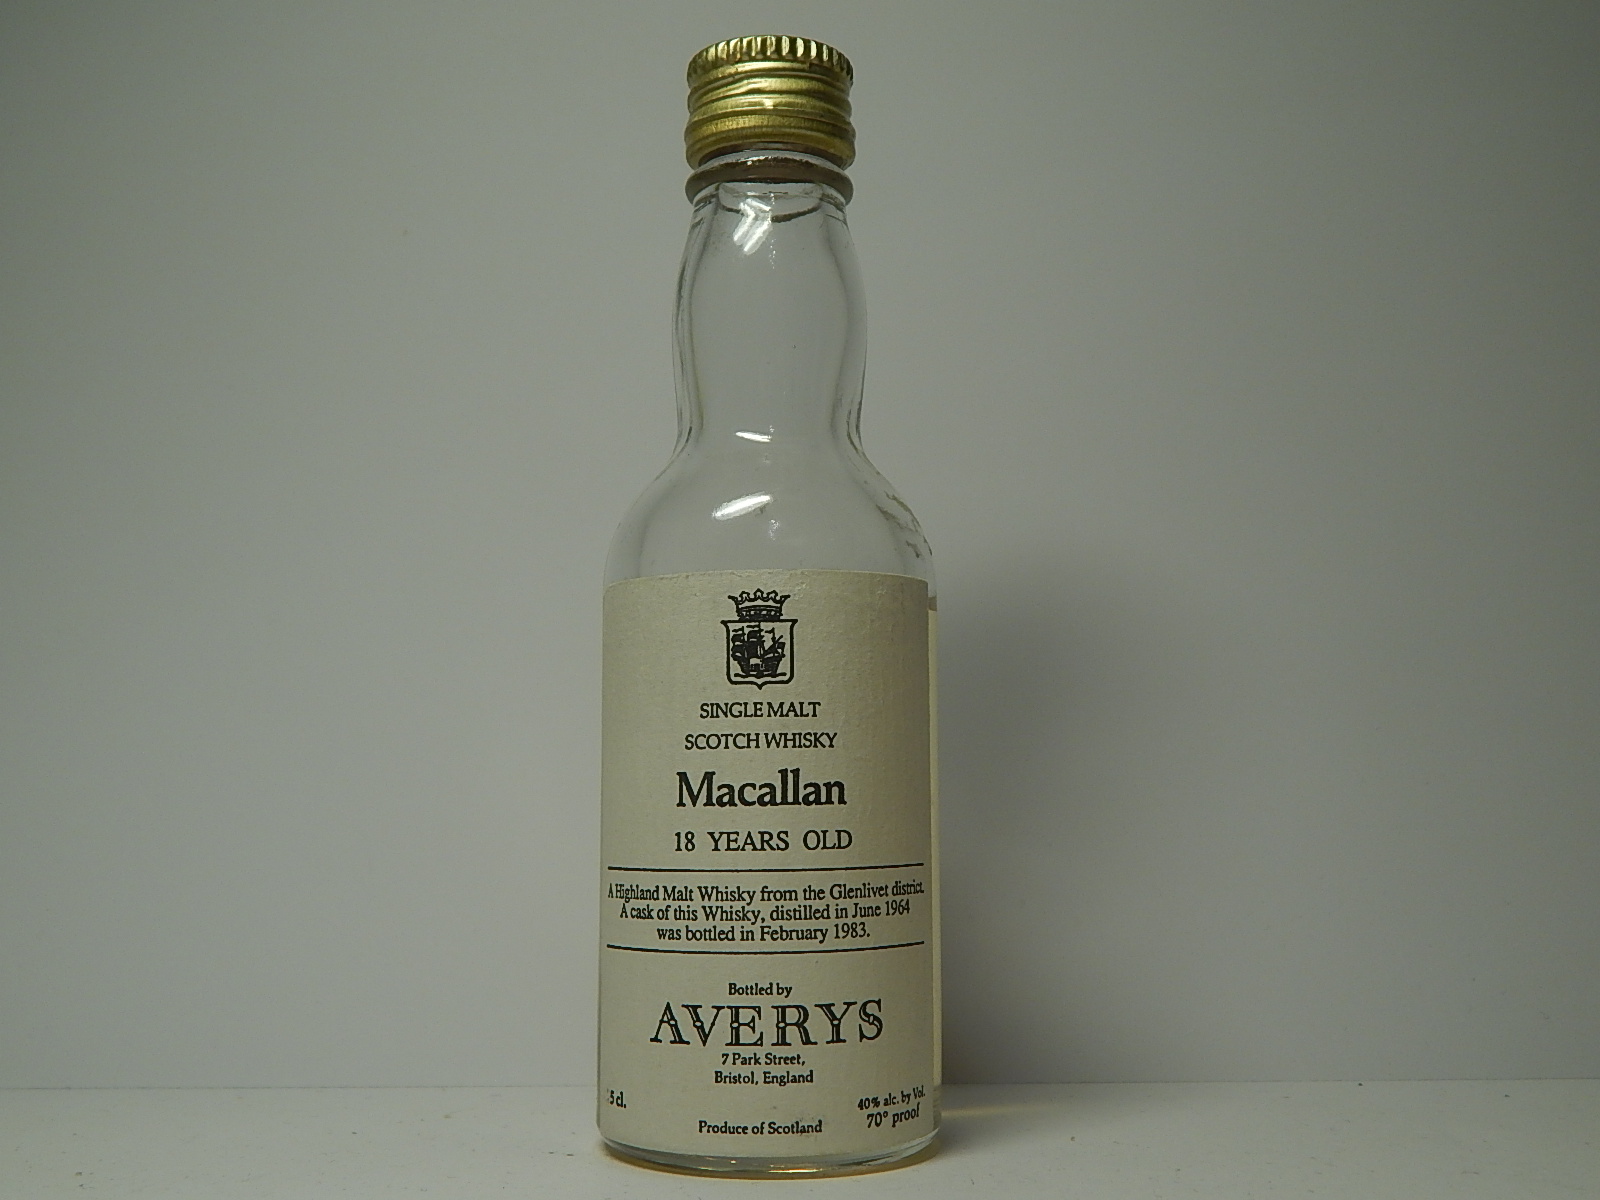 SINGLE MALT
SCOTCH WHISKY
Macallan
18 YEARS OLD
A Highland Malt Whisky from the Glenlivet district.
A cask of this Whisky, distilled in June 1964
was bottled in February 1983.
Bottled by
AVERYS
7 Park Street,
Bristol, England
5 cl.
40% alc. by Vol.
70° proof
Produce of Scotland